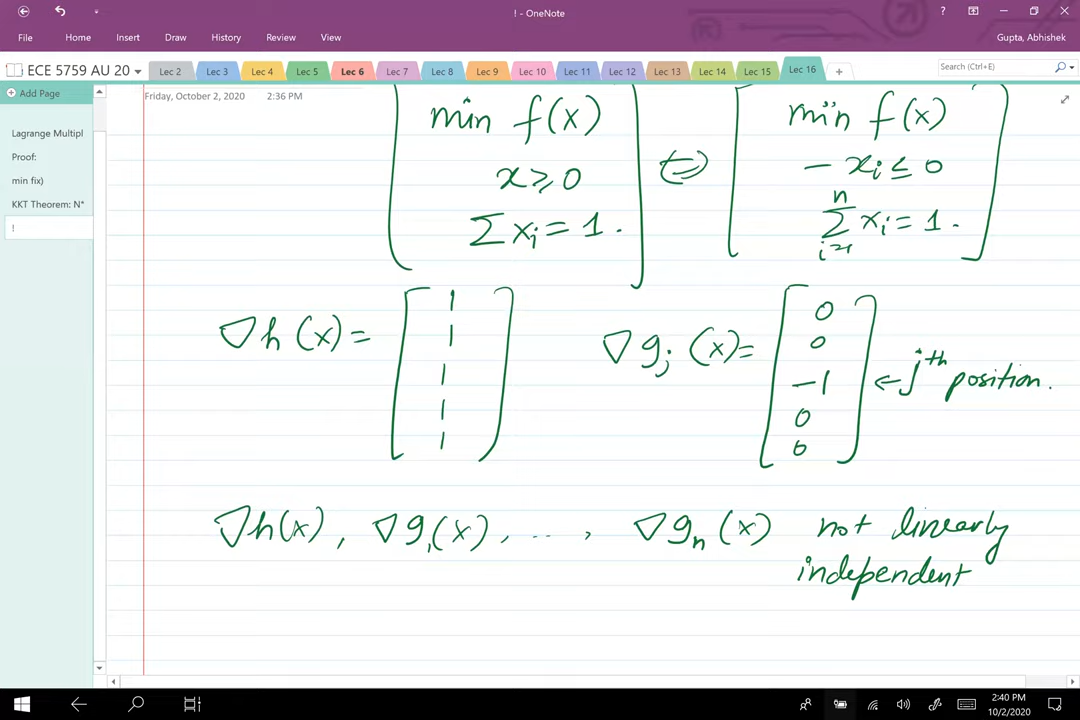 ! - OneNote
Gupta, Abhishek
File Home Insert Draw History Review View
ECE 5759 AU 20
Lec 2 Lec 3 Lec 4 Lec 5 Lec 6 Lec 7 Lec 8 Lec 9 Lec 10 Lec 11 Lec 12 Lec 13 Lec 14 Lec 15 Lec 16
Search (Ctrl+E)
Add Page
Lagrange Multipl
Proof:
min fix)
KKT Theorem: N*
!
Friday, October 2, 2020 2:36 PM
min f(x) min f(x)
x ≥ 0 ⇔ - xi ≤ 0
∑ xi = 1. n ∑ i=1 xi = 1.
∇h (x) = [1 1 1 1 1] ∇gj (x) = [0 0 -1 0 0] ← jth position.
∇h(x), ∇g1(x), ..., ∇gn (x) not linearly
independent
2:40 PM
10/2/2020